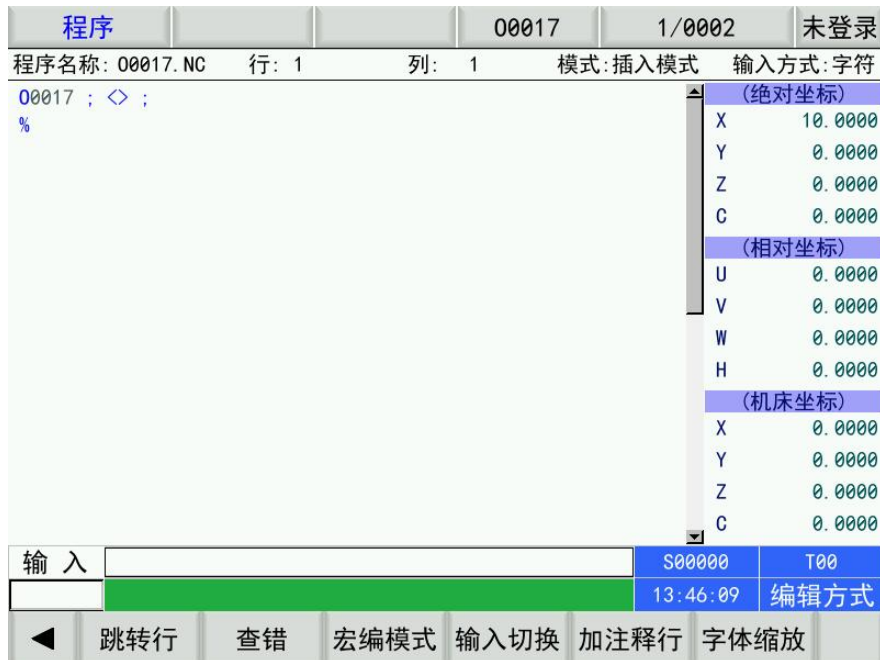 程序 O0017 1/0002 未登录
程序名称: O0017.NC 行: 1 列: 1 模式:插入模式 输入方式:字符
O0017 ; <> ;
%
(绝对坐标)
X 10.0000
Y 0.0000
Z 0.0000
C 0.0000
(相对坐标)
U 0.0000
V 0.0000
W 0.0000
H 0.0000
(机床坐标)
X 0.0000
Y 0.0000
Z 0.0000
C 0.0000
输 入 S00000 T00
13:46:09 编辑方式
跳转行 查错 宏编模式 输入切换 加注释行 字体缩放